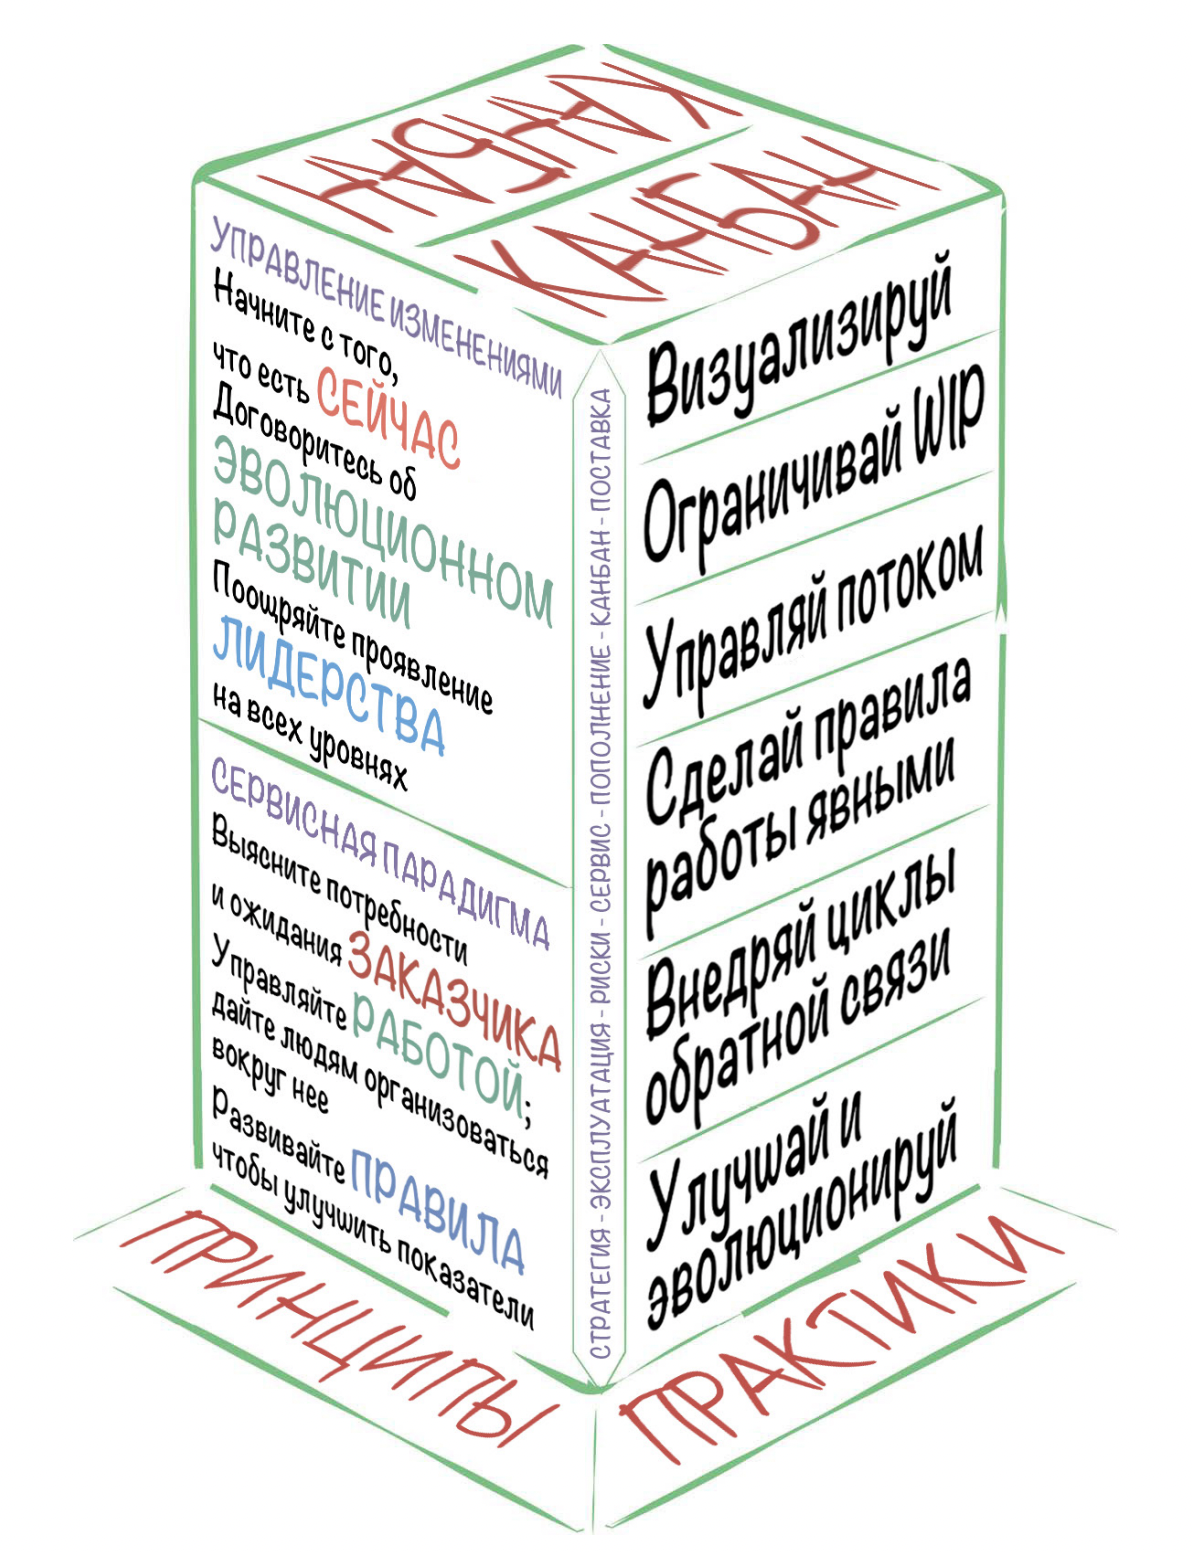 КАНБАН
КАНБАН
УПРАВЛЕНИЕ ИЗМЕНЕНИЯМИ
Начните с того,
что есть СЕЙЧАС
Договоритесь об
ЭВОЛЮЦИОННОМ
РАЗВИТИИ
Поощряйте проявление
ЛИДЕРСТВА
на всех уровнях
СЕРВИСНАЯ ПАРАДИГМА
Выясните потребности
и ожидания ЗАКАЗЧИКА
Управляйте РАБОТОЙ;
дайте людям организоваться
вокруг нее
Развивайте ПРАВИЛА
чтобы улучшить показатели
СТРАТЕГИЯ - ЭКСПЛУАТАЦИЯ - РИСКИ - СЕРВИС - ПОПОЛНЕНИЕ - КАНБАН - ПОСТАВКА
Визуализируй
Ограничивай WIP
Управляй потоком
Сделай правила
работы явными
Внедряй циклы
обратной связи
Улучшай и
эволюционируй
ПРИНЦИПЫ
ПРАКТИКИ